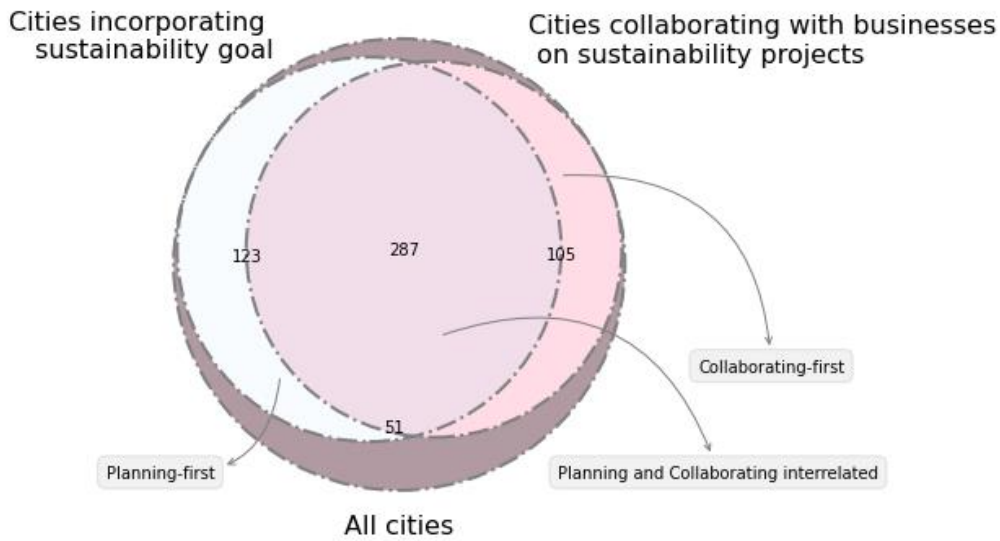 Cities incorporating
sustainability goal
Cities collaborating with businesses
on sustainability projects
123
287
105
51
Collaborating-first
Planning-first
Planning and Collaborating interrelated
All cities